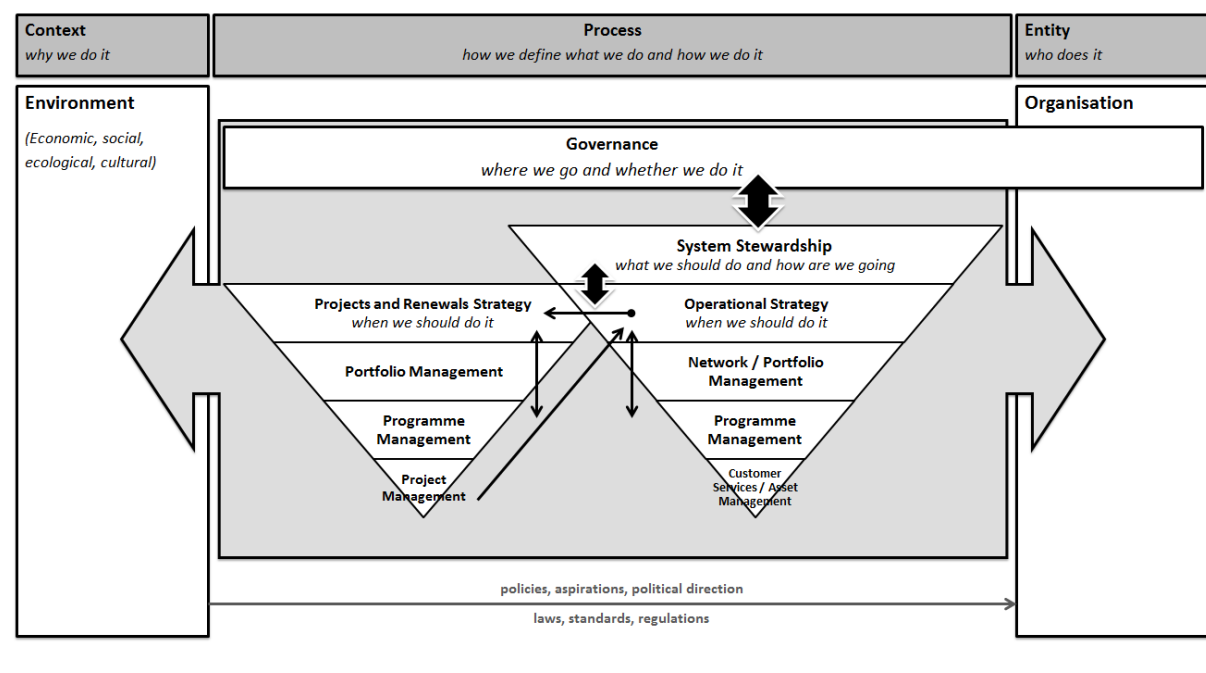 Context
why we do it
Process
how we define what we do and how we do it
Entity
who does it
Environment
(Economic, social,
ecological, cultural)
Organisation
Governance
where we go and whether we do it
System Stewardship
what we should do and how are we going
Projects and Renewals Strategy
when we should do it
Operational Strategy
when we should do it
Portfolio Management
Network / Portfolio
Management
Programme
Management
Programme
Management
Project
Management
Customer
Services / Asset
Management
policies, aspirations, political direction
laws, standards, regulations